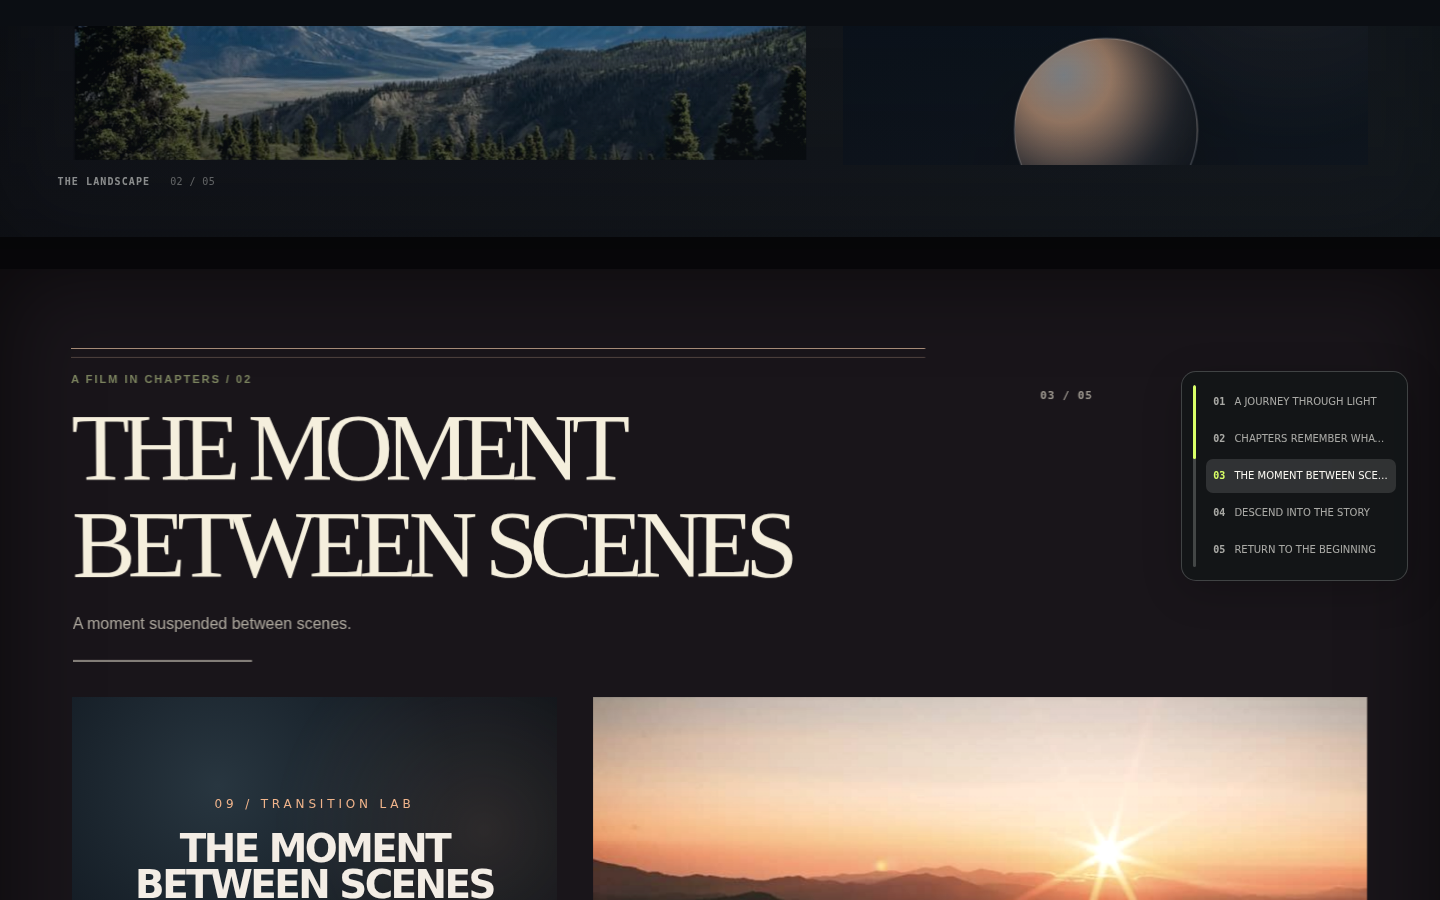 THE LANDSCAPE 02 / 05
A FILM IN CHAPTERS / 02
03 / 05
THE MOMENT
BETWEEN SCENES
A moment suspended between scenes.
01 A JOURNEY THROUGH LIGHT
02 CHAPTERS REMEMBER WHA...
03 THE MOMENT BETWEEN SCE...
04 DESCEND INTO THE STORY
05 RETURN TO THE BEGINNING
09 / TRANSITION LAB
THE MOMENT
BETWEEN SCENES